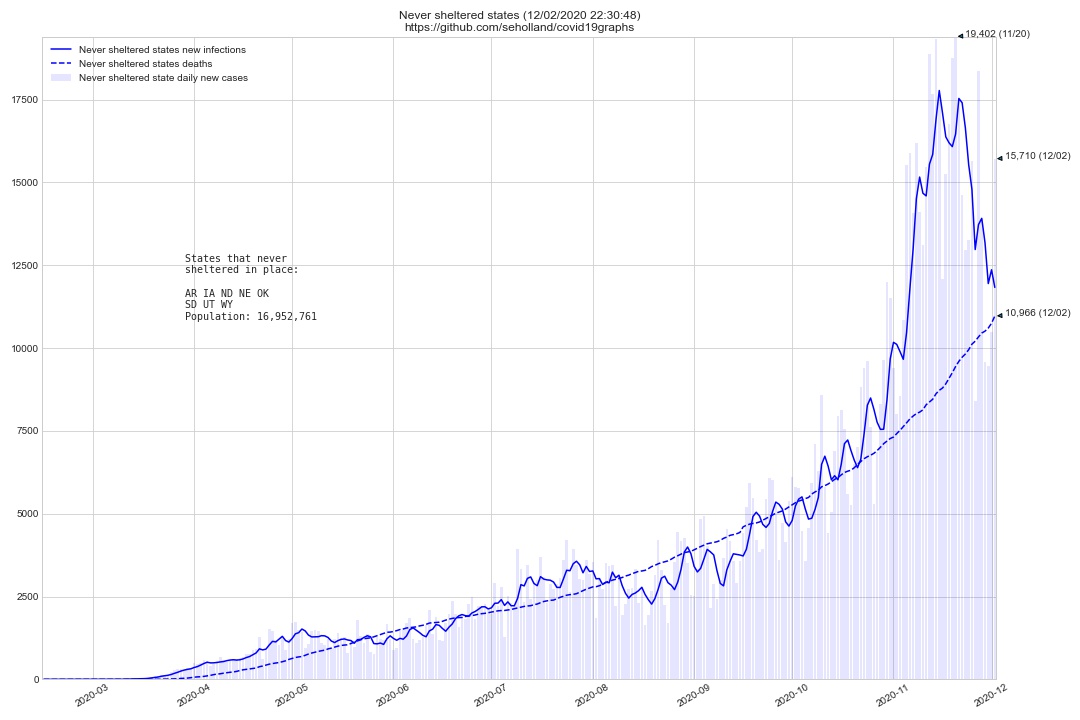 Never sheltered states (12/02/2020 22:30:48)
https://github.com/seholland/covid19graphs
Never sheltered states new infections
Never sheltered states deaths
Never sheltered state daily new cases
19,402 (11/20)
17500
15,710 (12/02)
15000
States that never
sheltered in place:
AR IA ND NE OK
SD UT WY
Population: 16,952,761
12500
10,966 (12/02)
10000
7500
5000
2500
0
2020-03
2020-04
2020-05
2020-06
2020-07
2020-08
2020-09
2020-10
2020-11
2020-12